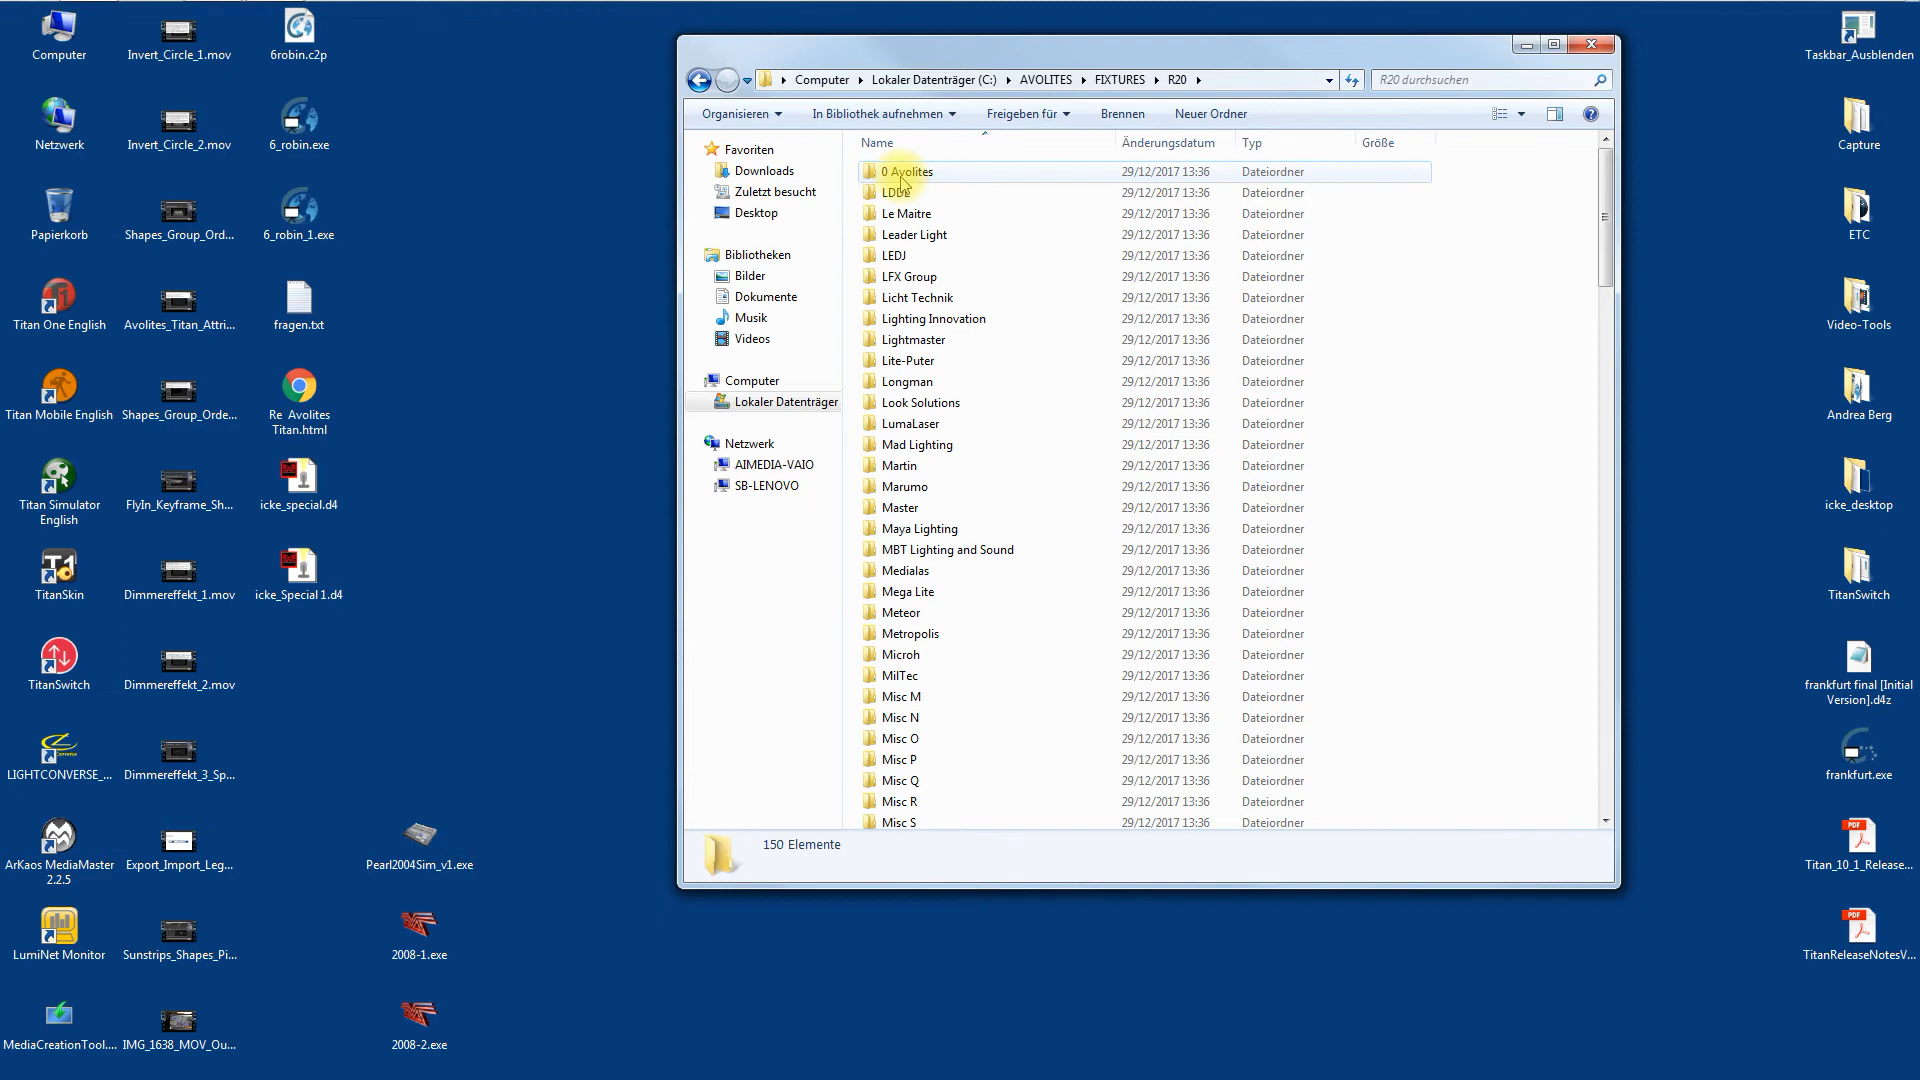 Computer
Netzwerk
Papierkorb
Titan One English
Titan Mobile English
Titan Simulator
English
TitanSkin
TitanSwitch
LIGHTCONVERSE_...
ArKaos MediaMaster
2.2.5
LumiNet Monitor
MediaCreationTool....
Invert_Circle_1.mov
Invert_Circle_2.mov
Shapes_Group_Ord...
Avolites_Titan_Attri...
Shapes_Group_Orde...
FlyIn_Keyframe_Sh...
Dimmereffekt_1.mov
Dimmereffekt_2.mov
Dimmereffekt_3_Sp...
Export_Import_Leg...
Sunstrips_Shapes_Pi...
IMG_1638_MOV_Ou...
6robin.c2p
6_robin.exe
6_robin_1.exe
fragen.txt
Re_Avolites
Titan.html
icke_special.d4
icke_Special 1.d4
Pearl2004Sim_v1.exe
2008-1.exe
2008-2.exe
Computer
Lokaler Datenträger (C:)
AVOLITES
FIXTURES
R20
R20 durchsuchen
Organisieren
In Bibliothek aufnehmen
Freigeben für
Brennen
Neuer Ordner
Favoriten
Downloads
Zuletzt besucht
Desktop
Bibliotheken
Bilder
Dokumente
Musik
Videos
Computer
Lokaler Datenträger
Netzwerk
AIMEDIA-VAIO
SB-LENOVO
Name Änderungsdatum Typ Größe
0 Avolites 29/12/2017 13:36 Dateiordner
29/12/2017 13:36 Dateiordner
Le Maitre 29/12/2017 13:36 Dateiordner
Leader Light 29/12/2017 13:36 Dateiordner
LEDJ 29/12/2017 13:36 Dateiordner
LFX Group 29/12/2017 13:36 Dateiordner
Licht Technik 29/12/2017 13:36 Dateiordner
Lighting Innovation 29/12/2017 13:36 Dateiordner
Lightmaster 29/12/2017 13:36 Dateiordner
Lite-Puter 29/12/2017 13:36 Dateiordner
Longman 29/12/2017 13:36 Dateiordner
Look Solutions 29/12/2017 13:36 Dateiordner
LumaLaser 29/12/2017 13:36 Dateiordner
Mad Lighting 29/12/2017 13:36 Dateiordner
Martin 29/12/2017 13:36 Dateiordner
Marumo 29/12/2017 13:36 Dateiordner
Master 29/12/2017 13:36 Dateiordner
Maya Lighting 29/12/2017 13:36 Dateiordner
MBT Lighting and Sound 29/12/2017 13:36 Dateiordner
Medialas 29/12/2017 13:36 Dateiordner
Mega Lite 29/12/2017 13:36 Dateiordner
Meteor 29/12/2017 13:36 Dateiordner
Metropolis 29/12/2017 13:36 Dateiordner
Microh 29/12/2017 13:36 Dateiordner
MilTec 29/12/2017 13:36 Dateiordner
Misc M 29/12/2017 13:36 Dateiordner
Misc N 29/12/2017 13:36 Dateiordner
Misc O 29/12/2017 13:36 Dateiordner
Misc P 29/12/2017 13:36 Dateiordner
Misc Q 29/12/2017 13:36 Dateiordner
Misc R 29/12/2017 13:36 Dateiordner
Misc S 29/12/2017 13:36 Dateiordner
150 Elemente
Taskbar_Ausblenden
Capture
ETC
Video-Tools
Andrea Berg
icke_desktop
TitanSwitch
frankfurt final [Initial
Version].d4z
frankfurt.exe
PDF
Titan_10_1_Release...
PDF
TitanReleaseNotesV...